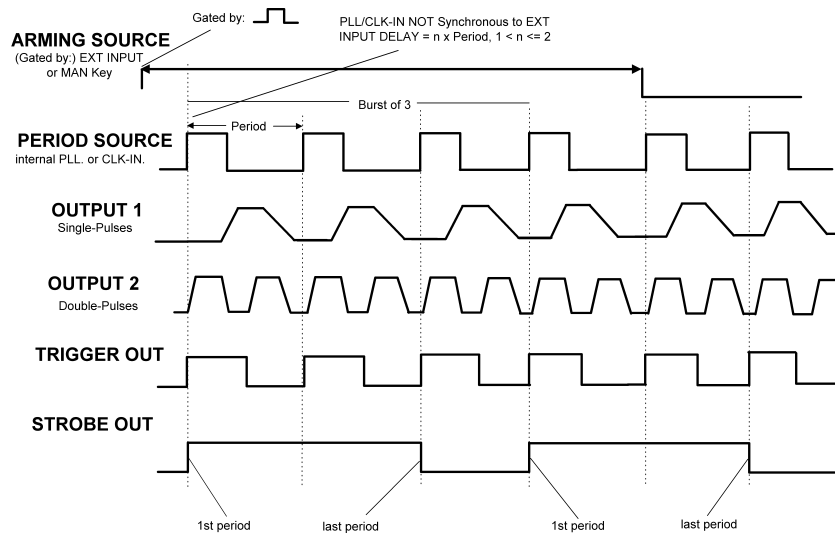 Gated by:
PLL/CLK-IN NOT Synchronous to EXT
INPUT DELAY = n x Period, 1 < n <= 2
ARMING SOURCE
(Gated by:) EXT INPUT
or MAN Key
Burst of 3
Period
PERIOD SOURCE
internal PLL. or CLK-IN.
OUTPUT 1
Single-Pulses
OUTPUT 2
Double-Pulses
TRIGGER OUT
STROBE OUT
1st period
last period
1st period
last period